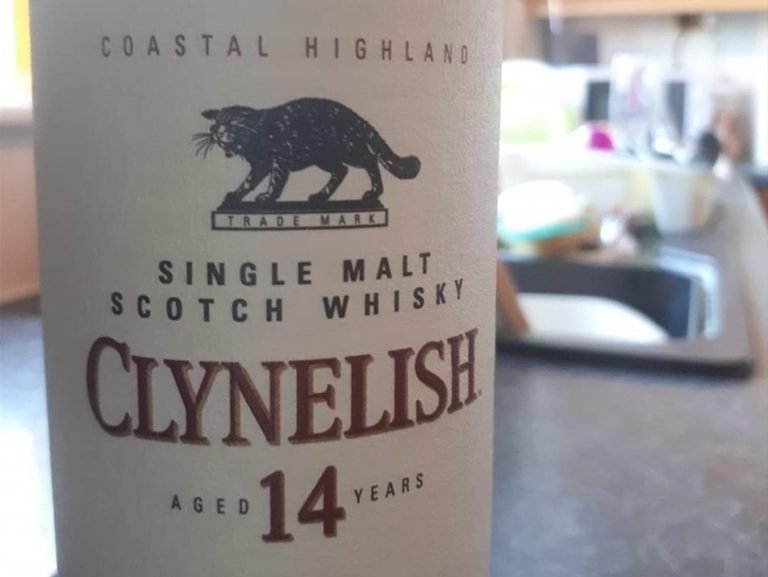 COASTAL HIGHLAND
TRADE MARK
SINGLE MALT
SCOTCH WHISKY
CLYNELISH
AGED 14 YEARS